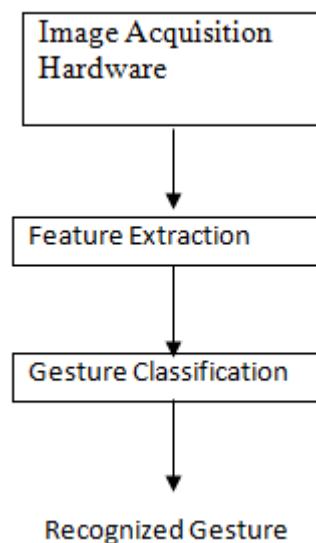 Image Acquisition
Hardware
Feature Extraction
Gesture Classification
Recognized Gesture